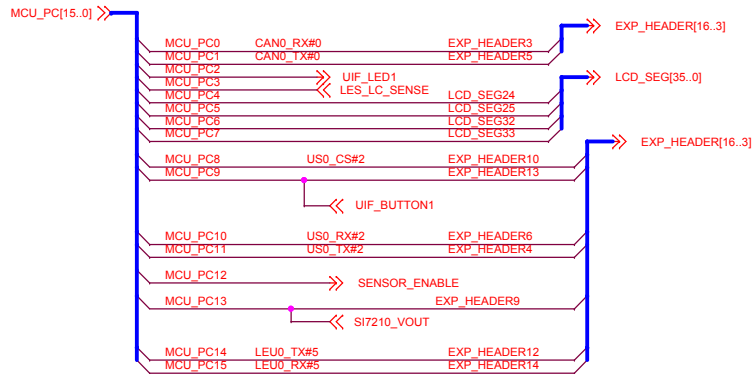 MCU_PC[15..0]
EXP_HEADER[16..3]
MCU_PC0 CAN0_RX#0 EXP_HEADER3
MCU_PC1 CAN0_TX#0 EXP_HEADER5
MCU_PC2 UIF_LED1 LCD_SEG[35..0]
MCU_PC3 LES_LC_SENSE
MCU_PC4 LCD_SEG24
MCU_PC5 LCD_SEG25
MCU_PC6 LCD_SEG32
MCU_PC7 LCD_SEG33
EXP_HEADER[16..3]
MCU_PC8 US0_CS#2 EXP_HEADER10
MCU_PC9 EXP_HEADER13
UIF_BUTTON1
MCU_PC10 US0_RX#2 EXP_HEADER6
MCU_PC11 US0_TX#2 EXP_HEADER4
MCU_PC12 SENSOR_ENABLE
MCU_PC13 EXP_HEADER9
SI7210_VOUT
MCU_PC14 LEU0_TX#5 EXP_HEADER12
MCU_PC15 LEU0_RX#5 EXP_HEADER14